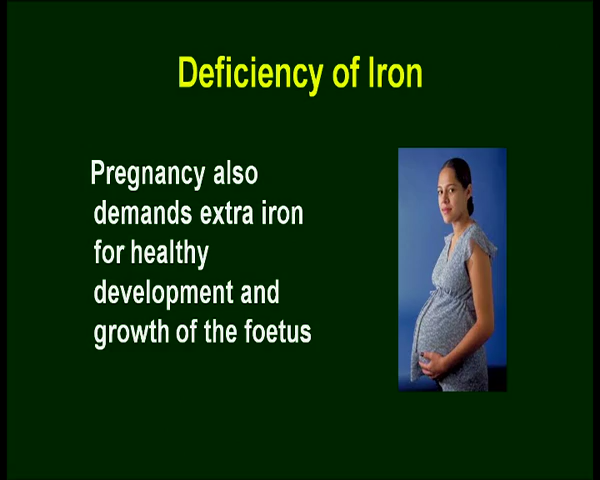 Deficiency of Iron
Pregnancy also
demands extra iron
for healthy
development and
growth of the foetus